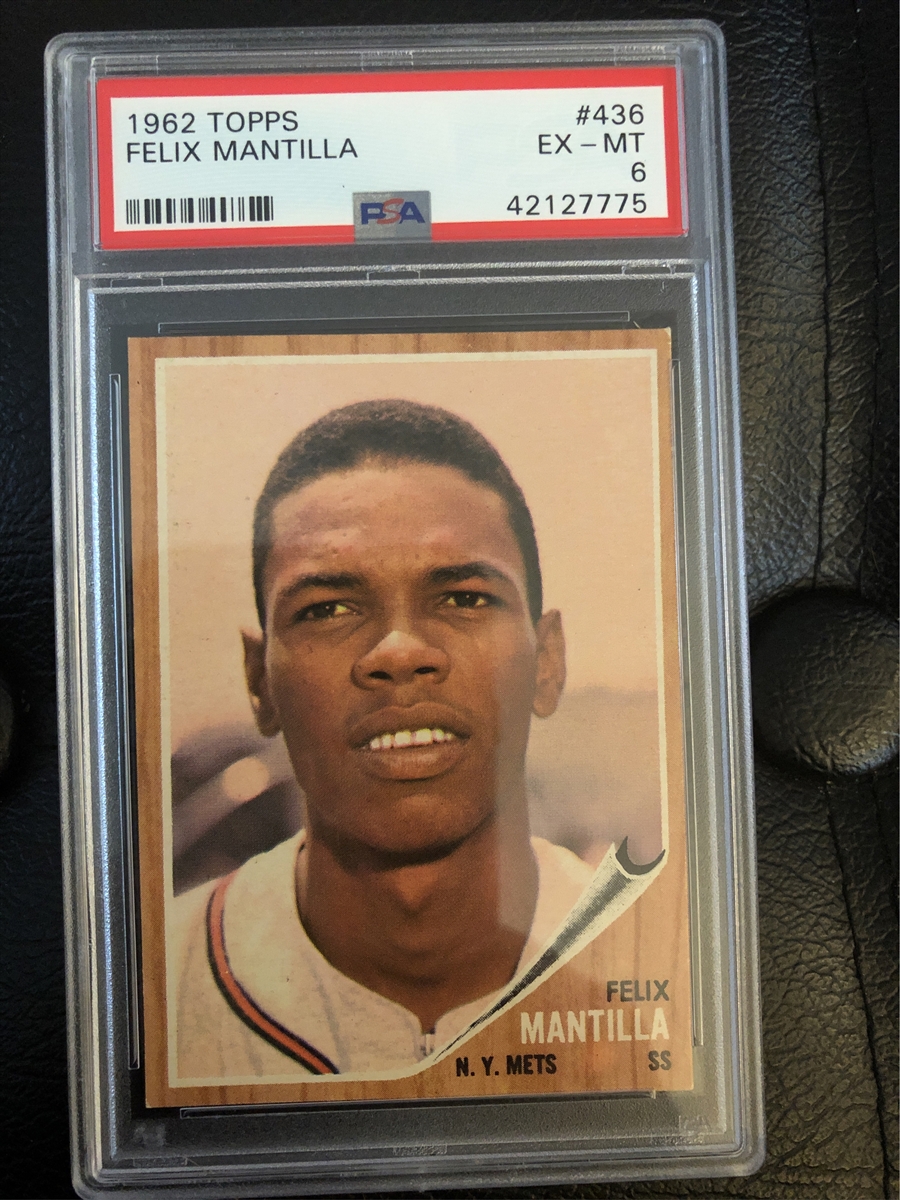 1962 TOPPS #436
FELIX MANTILLA EX-MT
6
PSA 42127775
FELIX
MANTILLA
N. Y. METS SS